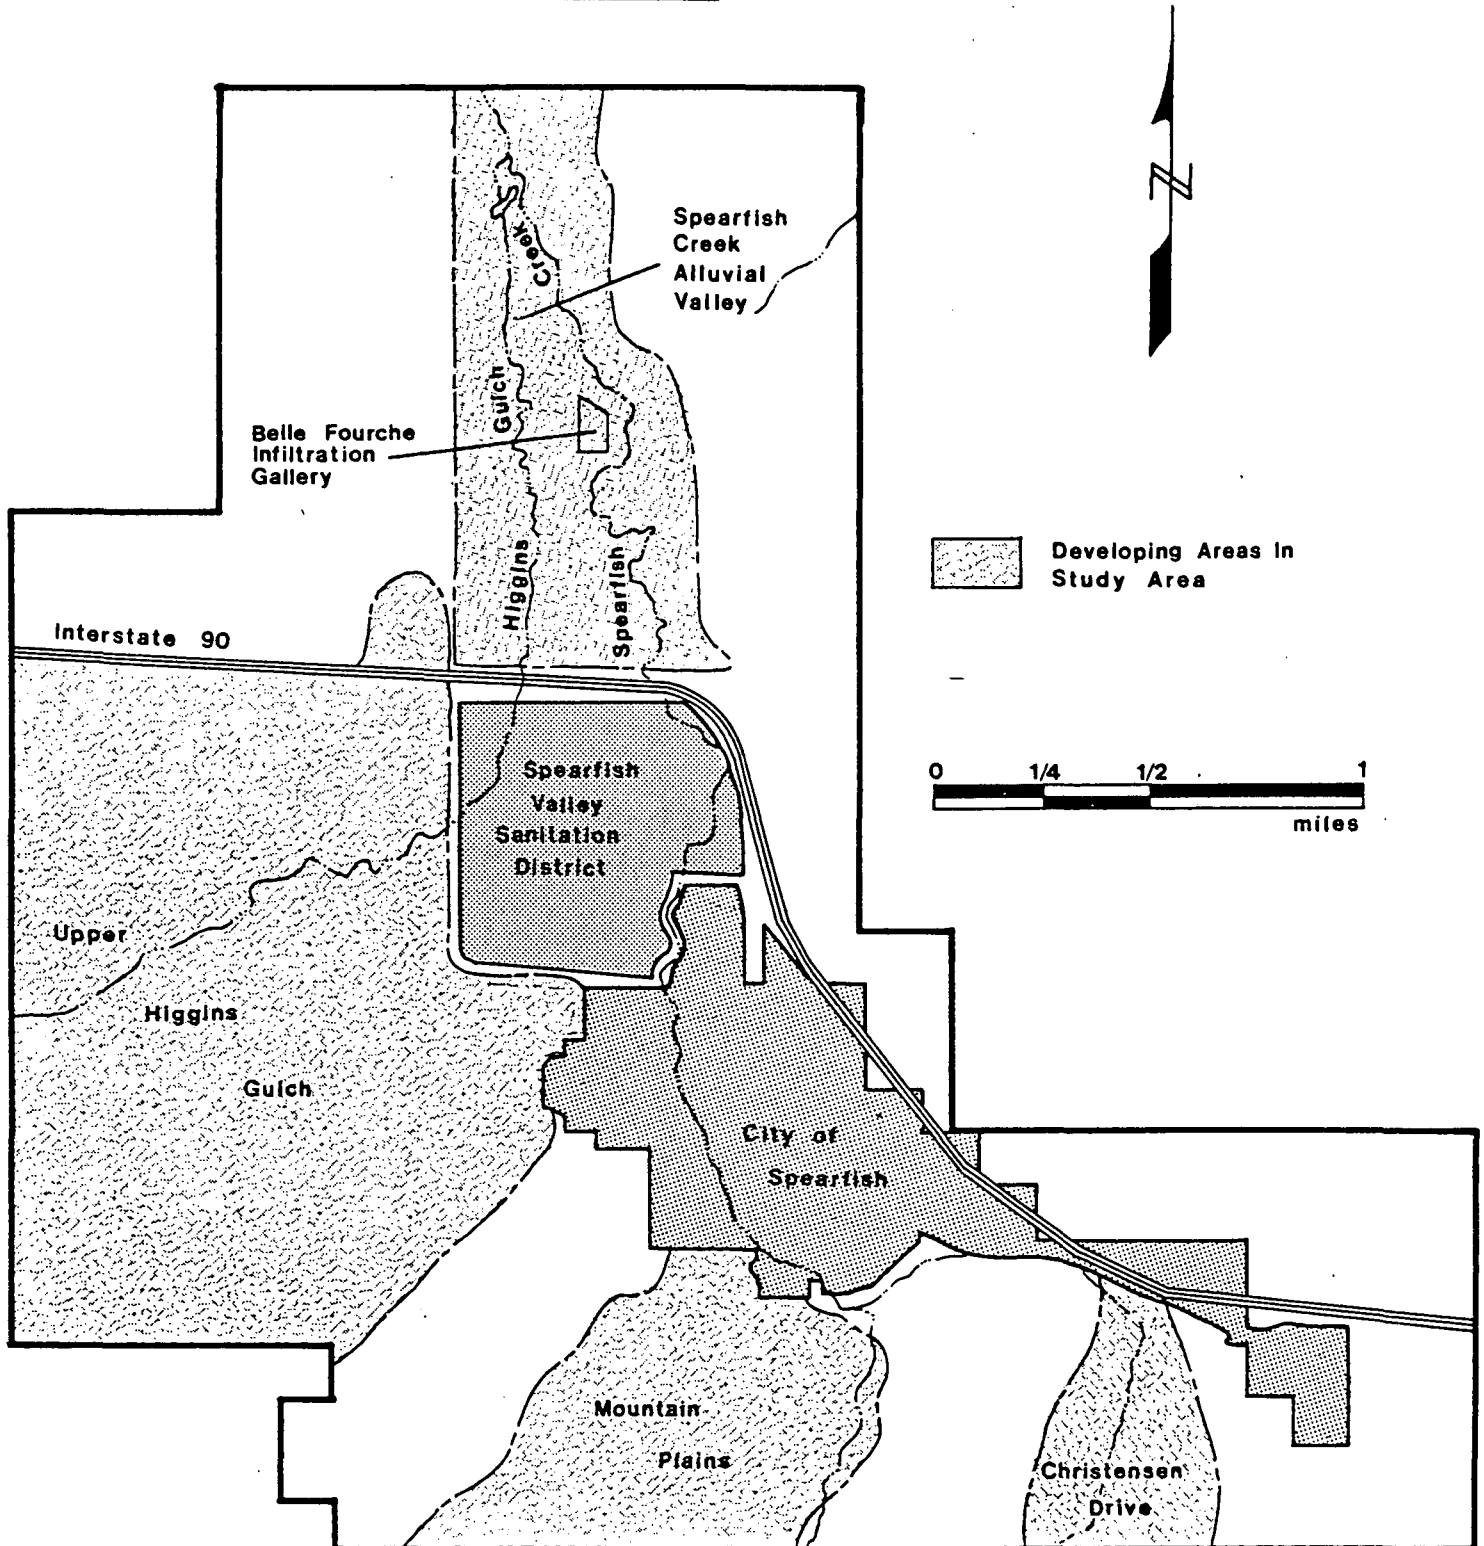 N
Spearfish
Creek
Alluvial
Valley
Creek
Gulch
Belle Fourche
Infiltration
Gallery
Higgins
Spearfish
Developing Areas In
Study Area
Interstate 90
0 1/4 1/2 1
miles
Spearfish
Valley
Sanitation
District
Upper
Higgins
Gulch
City of
Spearfish
Mountain
Plains
Christensen
Drive